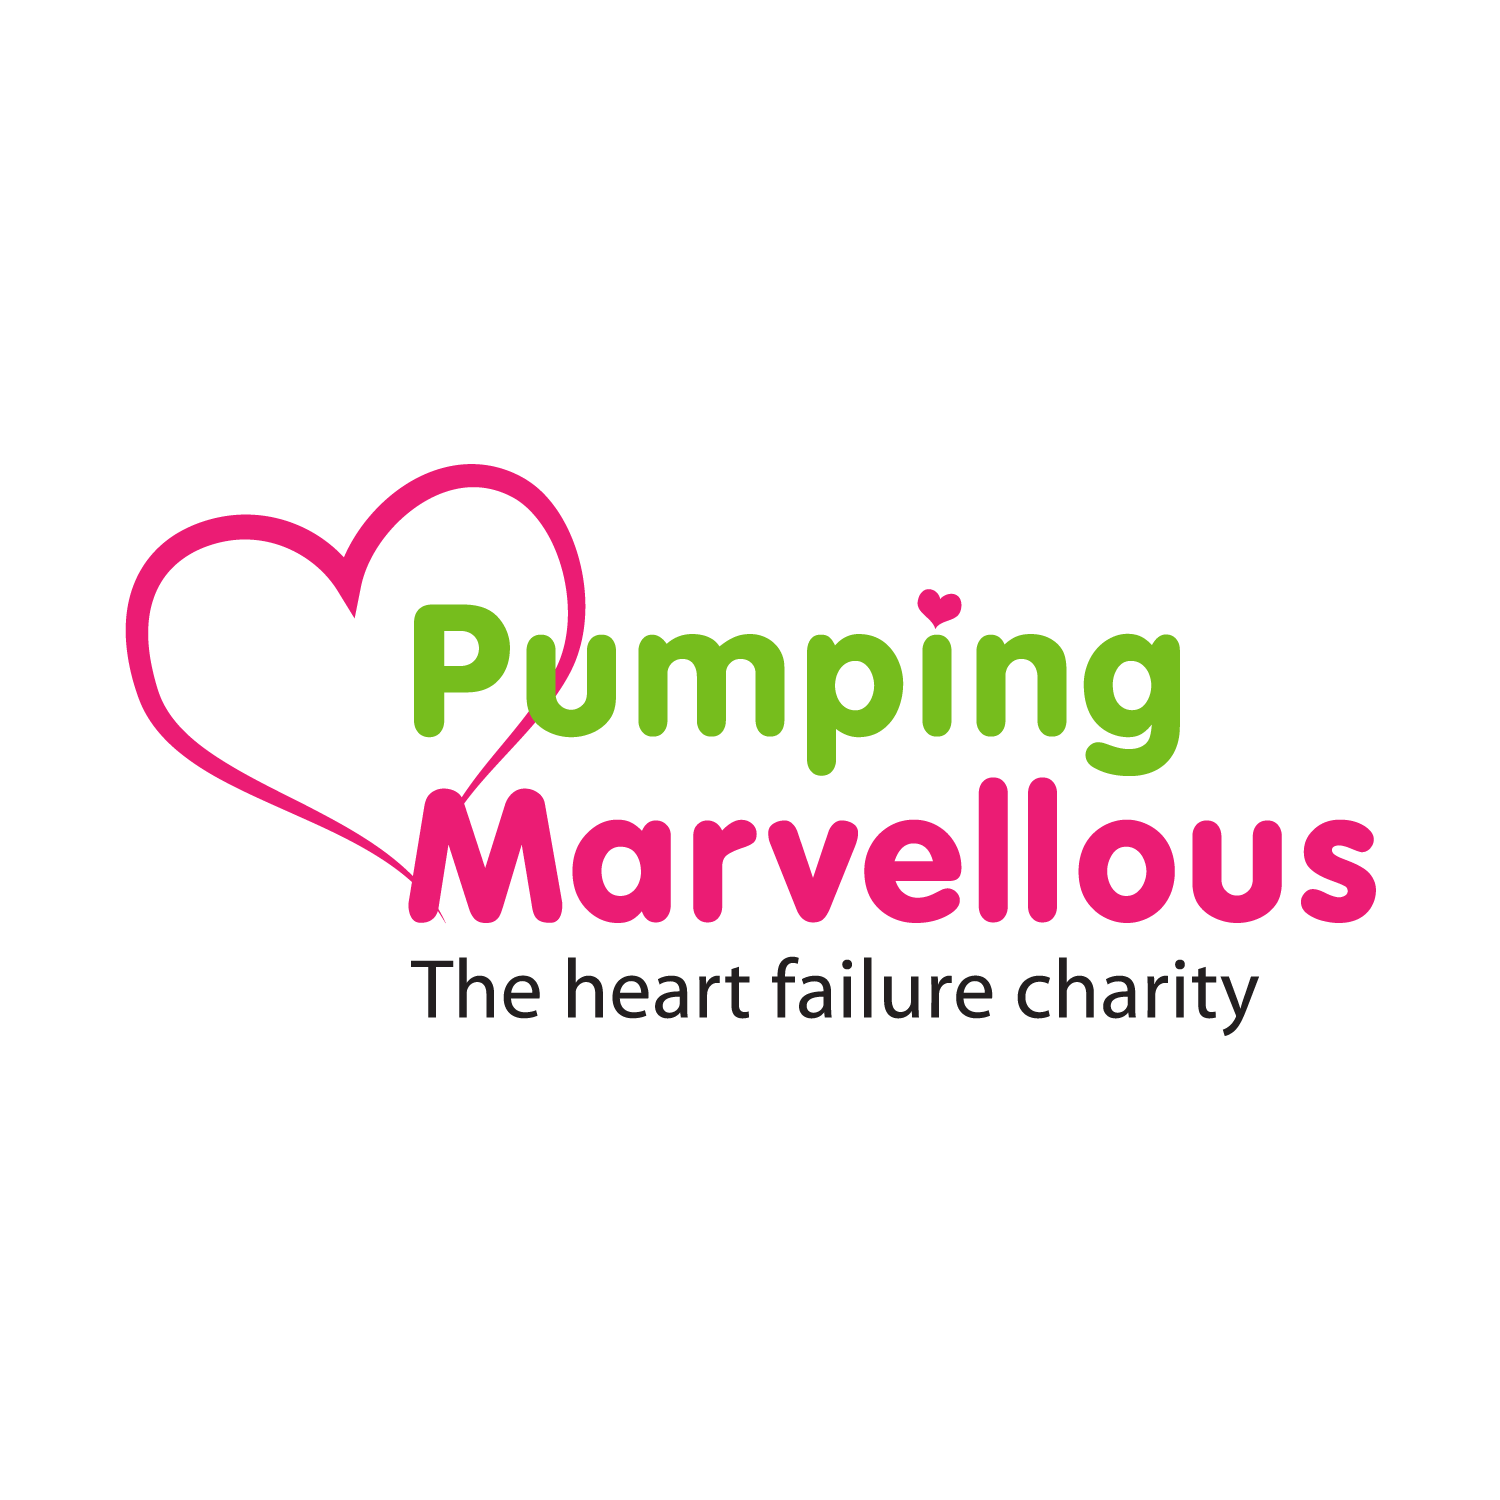 Pumping
Marvellous
The heart failure charity